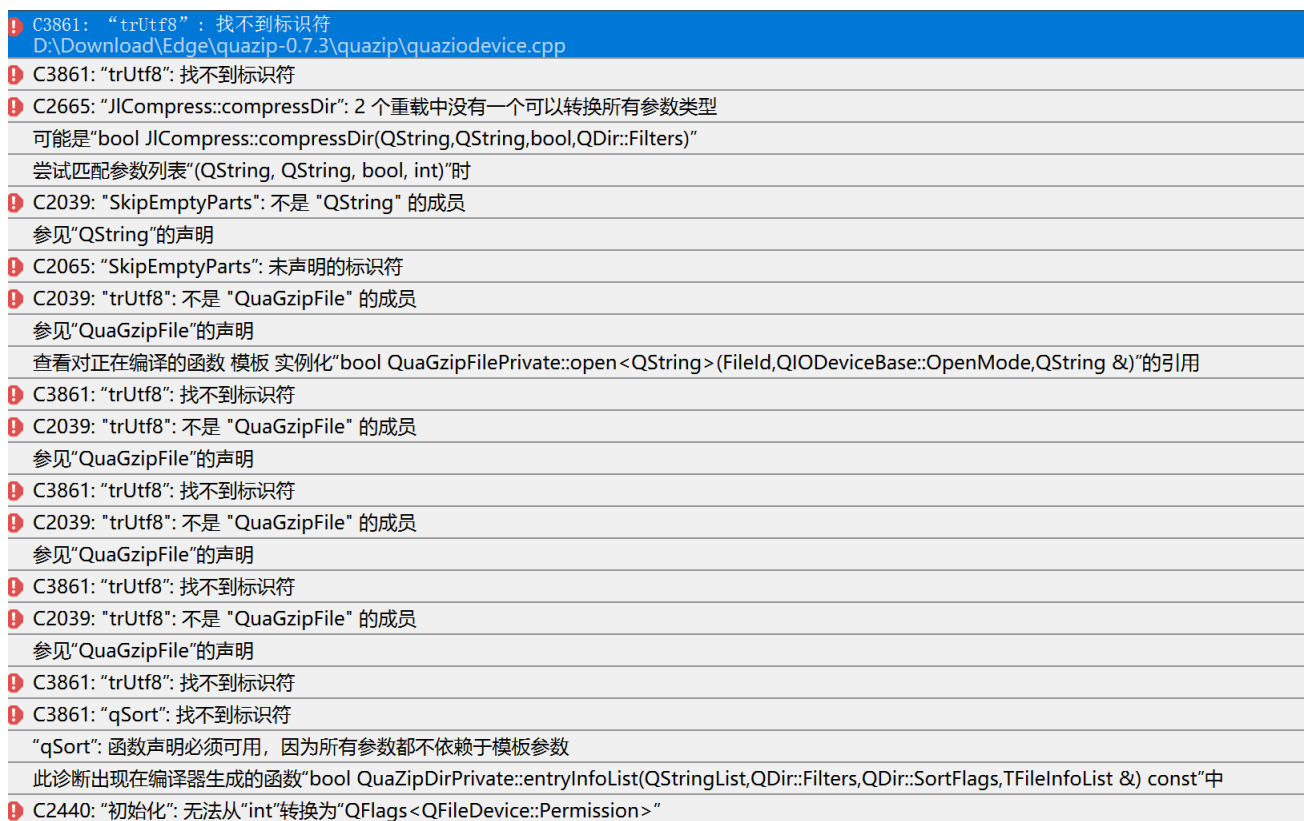 C3861: “trUtf8”: 找不到标识符
D:\Download\Edge\quazip-0.7.3\quazip\quaziodevice.cpp
C3861: “trUtf8”: 找不到标识符
C2665: “JlCompress::compressDir”: 2 个重载中没有一个可以转换所有参数类型
可能是“bool JlCompress::compressDir(QString,QString,bool,QDir::Filters)”
尝试匹配参数列表“(QString, QString, bool, int)”时
C2039: "SkipEmptyParts": 不是 "QString" 的成员
参见“QString”的声明
C2065: “SkipEmptyParts”: 未声明的标识符
C2039: "trUtf8": 不是 "QuaGzipFile" 的成员
参见“QuaGzipFile”的声明
查看对正在编译的函数 模板 实例化“bool QuaGzipFilePrivate::open<QString>(FileId,QIODeviceBase::OpenMode,QString &)”的引用
C3861: “trUtf8”: 找不到标识符
C2039: "trUtf8": 不是 "QuaGzipFile" 的成员
参见“QuaGzipFile”的声明
C3861: “trUtf8”: 找不到标识符
C2039: "trUtf8": 不是 "QuaGzipFile" 的成员
参见“QuaGzipFile”的声明
C3861: “trUtf8”: 找不到标识符
C2039: "trUtf8": 不是 "QuaGzipFile" 的成员
参见“QuaGzipFile”的声明
C3861: “trUtf8”: 找不到标识符
C3861: “qSort”: 找不到标识符
“qSort”: 函数声明必须可用，因为所有参数都不依赖于模板参数
此诊断出现在编译器生成的函数“bool QuaZipDirPrivate::entryInfoList(QStringList,QDir::Filters,QDir::SortFlags,TFileInfoList &) const”中
C2440: “初始化”: 无法从“int”转换为“QFlags<QFileDevice::Permission>”